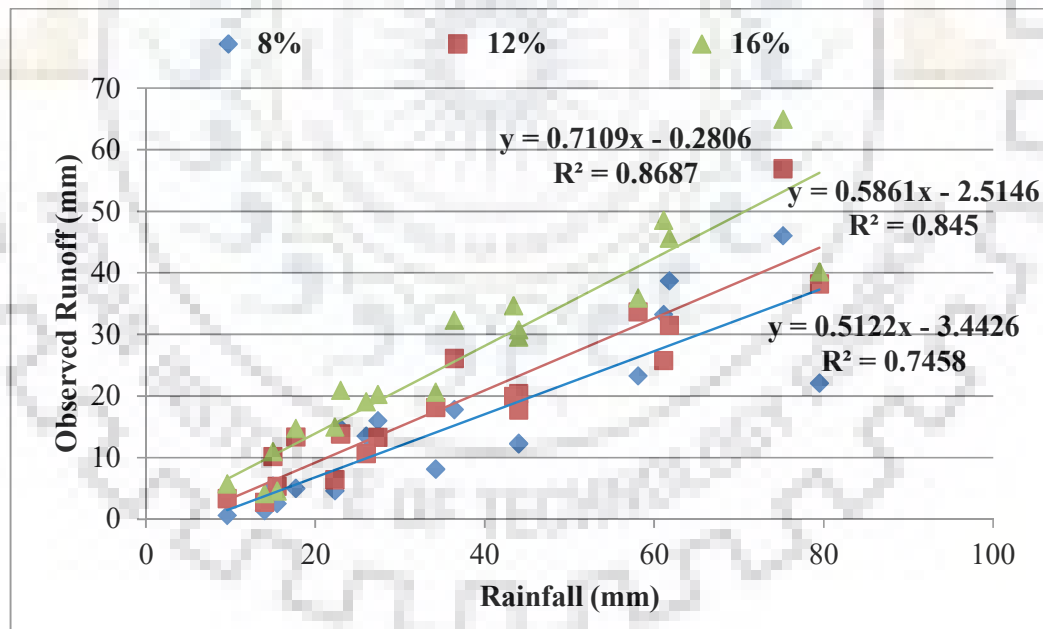 8% 12% 16%
70
60
50
40
30
20
10
0
Observed Runoff (mm)
y = 0.7109x - 0.2806
R² = 0.8687
y = 0.5861x - 2.5146
R² = 0.845
y = 0.5122x - 3.4426
R² = 0.7458
0 20 40 60 80 100
Rainfall (mm)